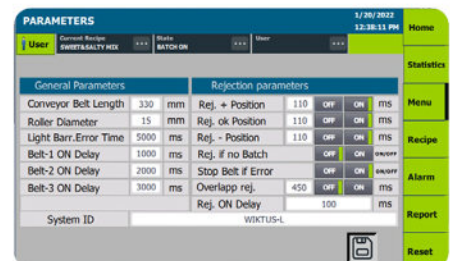 PARAMETERS
1/20/2022
12:38:11 PM
Home
User
Current Recipe
SWEET&SALTY MIX
...
State
BATCH ON
...
User
...
Statistics
General Parameters
Rejection parameters
Conveyor Belt Length 330 mm Rej. + Position 110 OFF ON ms
Menu
Roller Diameter 15 mm Rej. ok Position 110 OFF ON ms
Light Barr.Error Time 5000 ms Rej. - Position 110 OFF ON ms
Belt-1 ON Delay 1000 ms Rej. if no Batch OFF ON ON/OFF
Recipe
Belt-2 ON Delay 2000 ms Stop Belt if Error OFF ON ON/OFF
Alarm
Belt-3 ON Delay 3000 ms Overlapp rej. 450 OFF ON ms
Rej. ON Delay 100 ms
System ID WIKTUS-L
Report
Reset